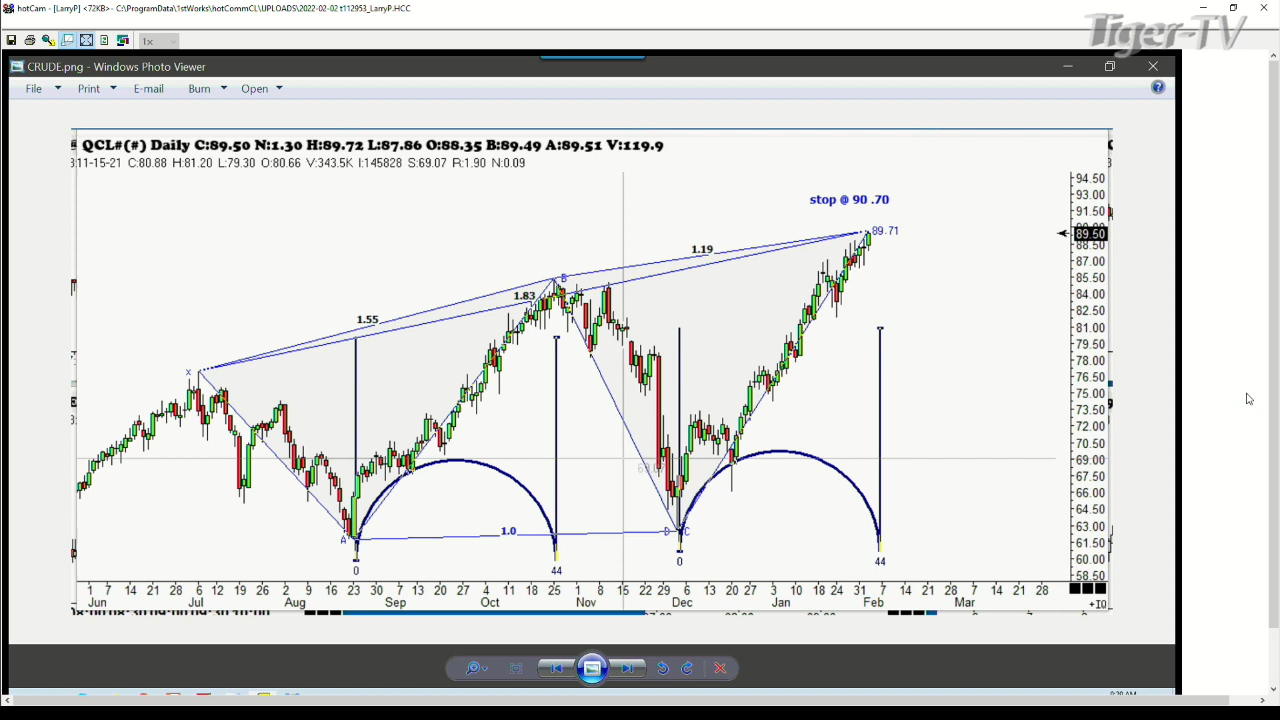 hotCam - [LarryP] <72KB>- C:\ProgramData\1stWorks\hotCommCL\UPLOADS\2022-02-02 t112953_LarryP.HCC
Tiger-TV
1x
CRUDE.png - Windows Photo Viewer
File Print E-mail Burn Open
QCL#(#) Daily C:89.50 N:1.30 H:89.72 L:87.86 O:88.35 B:89.49 A:89.51 V:119.9
3:11-15-21 C:80.88 H:81.20 L:79.30 O:80.66 V:343.5K I:145828 S:69.07 R:1.90 N:0.09
94.50
stop @ 90 .70
93.00
91.50
89.71
89.50
88.50
1.19
87.00
B
85.50
1.83
84.00
82.50
1.55
81.00
79.50
78.00
X
76.50
75.00
73.50
72.00
70.50
69.00
67.50
66.00
64.50
A 1.0 D C
63.00
61.50
60.00
0 44 0 44
58.50
1 7 14 21 28 6 14 21 2 9 16 23 30 7 13 20 27 4 11 18 25 1 8 15 22 29 6 13 20 27 3 10 18 24 31 7 14 21 28 7 14 21 28
Jun Jul Aug Sep Oct Nov Dec Jan Feb Mar